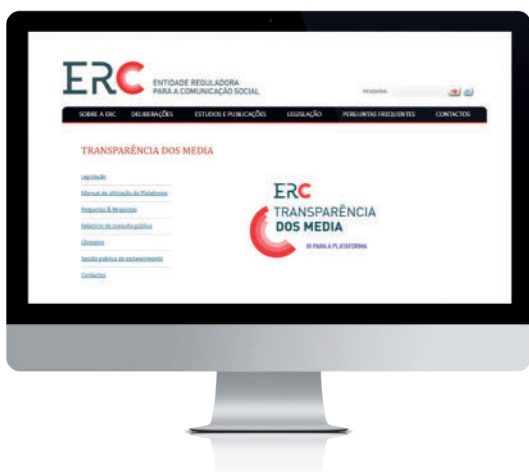 ERC ENTIDADE REGULADORA
PARA A COMUNICAÇÃO SOCIAL
PESQUISA:
SOBRE A ERC DELIBERAÇÕES ESTUDOS E PUBLICAÇÕES LEGISLAÇÃO PERGUNTAS FREQUENTES CONTACTOS
TRANSPARÊNCIA DOS MEDIA
Legislação
Manual de utilização da Plataforma
Perguntas & Respostas
Relatório de consulta pública
Glossário
Sessão pública de esclarecimento
Contactos
ERC
TRANSPARÊNCIA
DOS MEDIA
IR PARA A PLATAFORMA